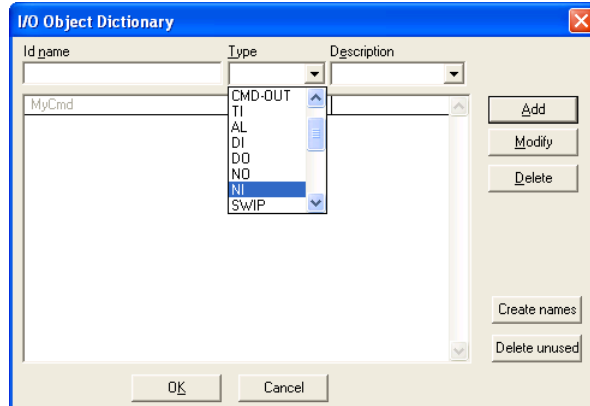 I/O Object Dictionary
Id name Type Description
CMD-OUT
MyCmd
TI
AL
DI
DO
NO
NI
SWIP
Add
Modify
Delete
Create names
Delete unused
OK Cancel